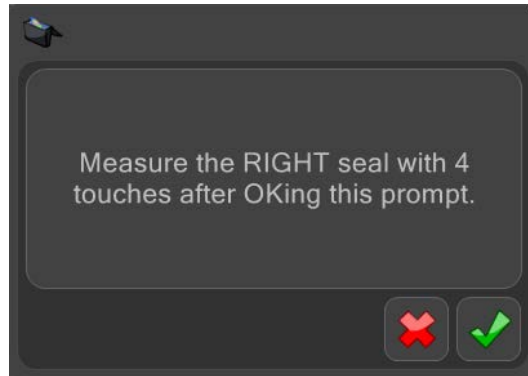 Measure the RIGHT seal with 4
touches after OKing this prompt.